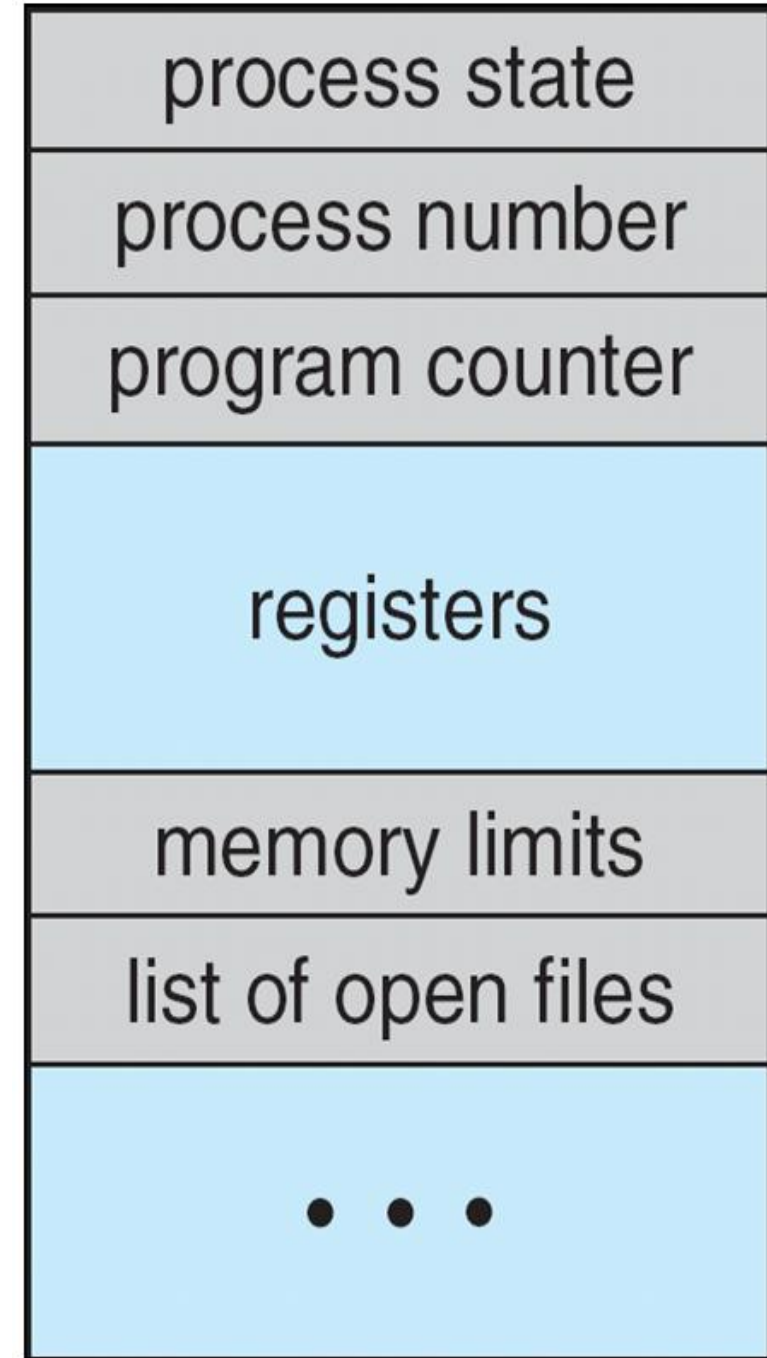 process state
process number
program counter
registers
memory limits
list of open files
• • •